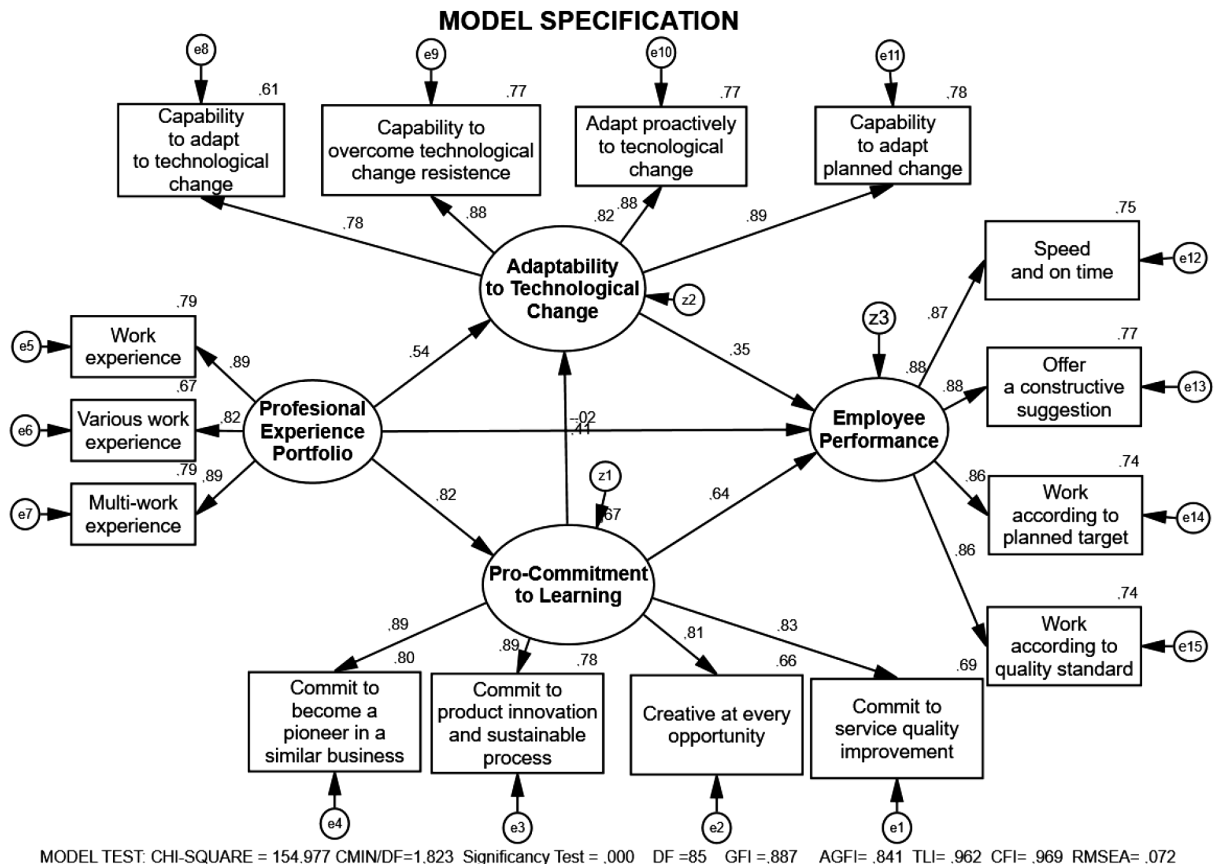 MODEL SPECIFICATION
e8
e9
e10
e11
.61
.77
.77
.78
Capability
to adapt
to technological
change
Capability to
overcome technological
change resistence
Adapt proactively
to tecnological
change
Capability
to adapt
planned change
.78
.88
.82
.88
.89
Adaptability
to Technological
Change
z2
.75
Speed
and on time
e12
.79
Work
experience
e5
.89
.67
Various work
experience
e6
.82
.79
Multi-work
experience
e7
.89
Profesional
Experience
Portfolio
.54
.35
z3
.87
.88
.88
Employee
Performance
.77
Offer
a constructive
suggestion
e13
-.02
.41
.82
z1
.67
.64
.86
.74
Work
according to
planned target
e14
.86
Pro-Commitment
to Learning
.74
Work
according to
quality standard
e15
.89
.89
.81
.83
.80
.78
.66
.69
Commit to
become a
pioneer in a
similar business
Commit to
product innovation
and sustainable
process
Creative at every
opportunity
Commit to
service quality
improvement
e4
e3
e2
e1
MODEL TEST: CHI-SQUARE = 154.977 CMIN/DF=1,823 Significancy Test = ,000 DF =85 GFI =,887 AGFI= ,841 TLI= ,962 CFI= ,969 RMSEA= ,072